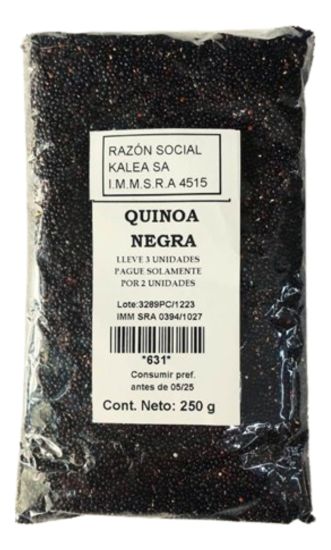 RAZÓN SOCIAL
KALEA SA
I.M.M.S.R.A 4515
QUINOA
NEGRA
LLEVE 3 UNIDADES
PAGUE SOLAMENTE
POR 2 UNIDADES
Lote:3289PC/1223
IMM SRA 0394/1027
*631*
Consumir pref.
antes de 05/25
Cont. Neto: 250 g